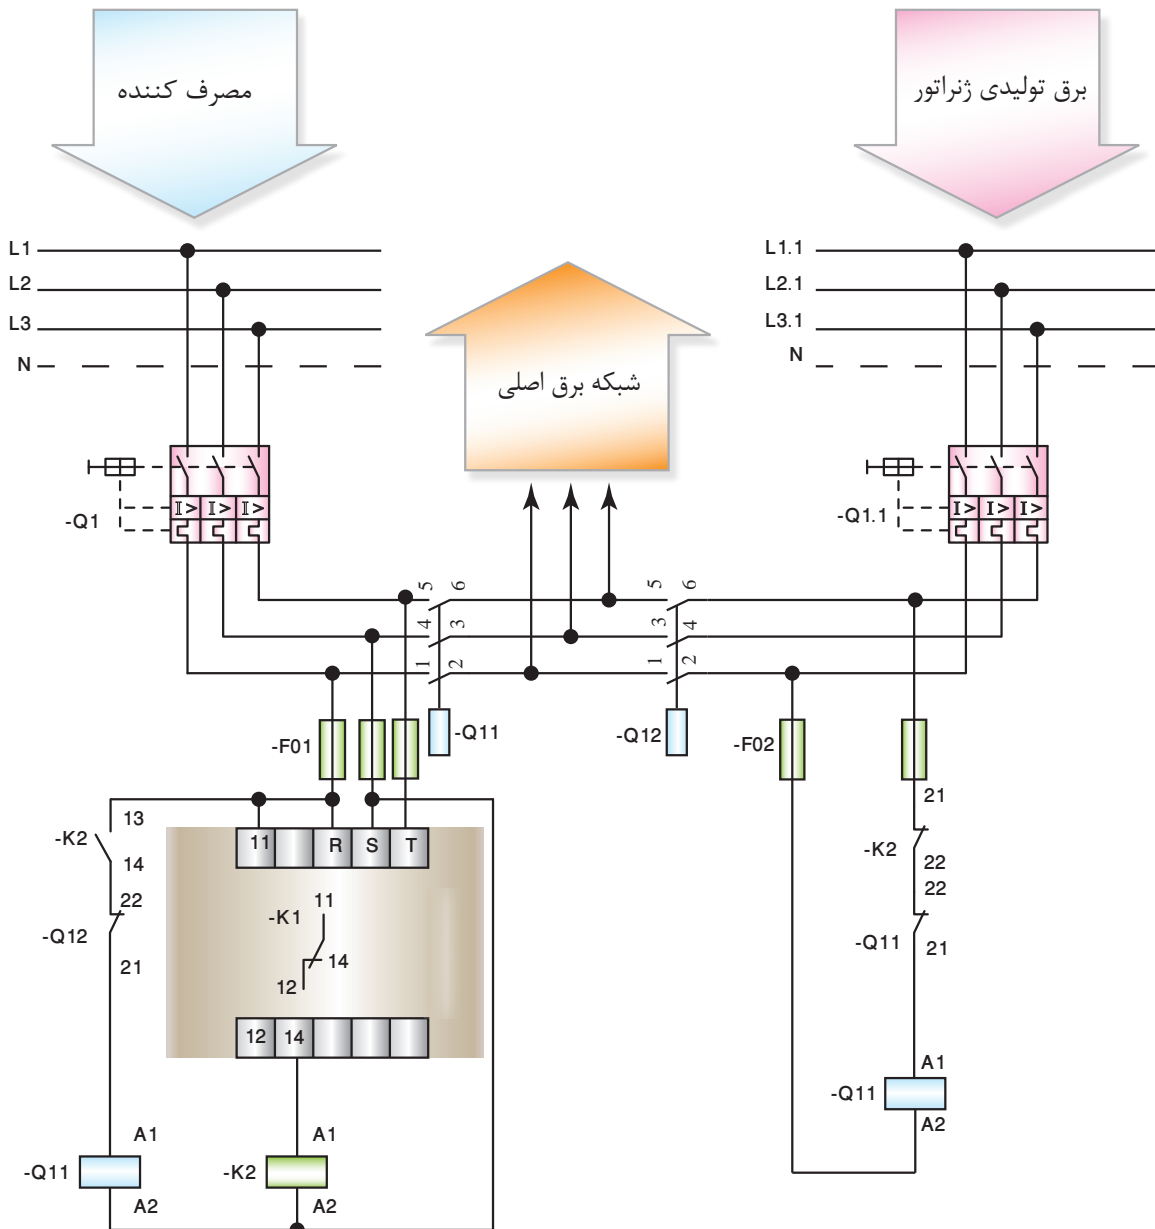 مصرف کننده
برق تولیدی ژنراتور
شبکه برق اصلی
L1
L2
L3
N
L1.1
L2.1
L3.1
N
-Q1
I> I> I>
-Q1.1
I> I> I>
5 6
4 3
1 2
5 6
3 4
1 2
-F01
-Q11
-Q12
-F02
13
-K2
14
22
-Q12
21
11 R S T
11
-K1
14
12
12 14
21
-K2
22
22
-Q11
21
A1
-Q11
A2
A1
-Q11
A2
A1
-K2
A2